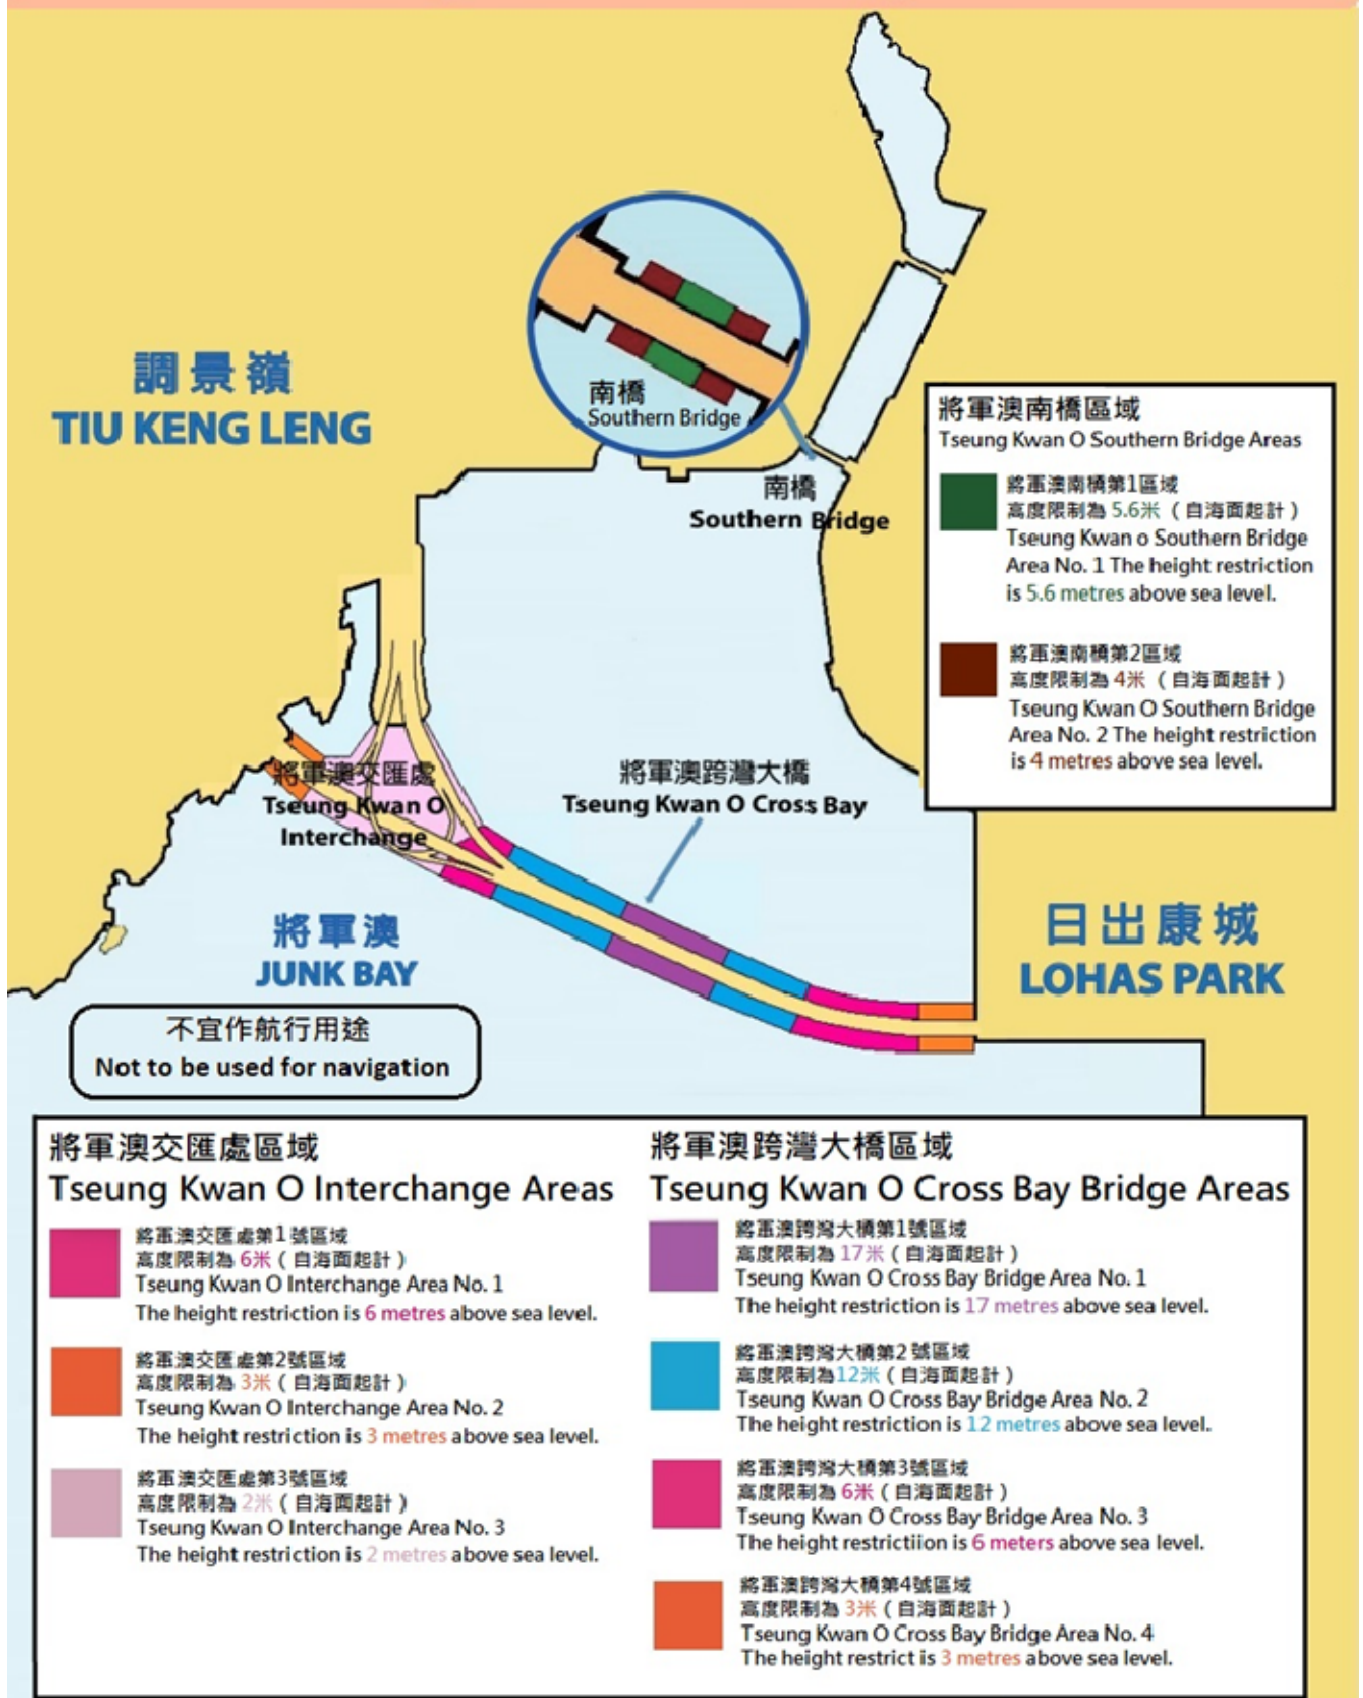 南橋
Southern Bridge
調景嶺
TIU KENG LENG
南橋
Southern Bridge
將軍澳南橋區域
Tseung Kwan O Southern Bridge Areas
將軍澳南橋第1區域
高度限制為 5.6米（自海面起計）
Tseung Kwan o Southern Bridge
Area No. 1 The height restriction
is 5.6 metres above sea level.
將軍澳南橋第2區域
高度限制為 4米（自海面起計）
Tseung Kwan O Southern Bridge
Area No. 2 The height restriction
is 4 metres above sea level.
將軍澳交匯處
Tseung Kwan O
Interchange
將軍澳跨灣大橋
Tseung Kwan O Cross Bay
將軍澳
JUNK BAY
日出康城
LOHAS PARK
不宜作航行用途
Not to be used for navigation
將軍澳交匯處區域
Tseung Kwan O Interchange Areas
將軍澳交匯處第1號區域
高度限制為 6米（自海面起計）
Tseung Kwan O Interchange Area No. 1
The height restriction is 6 metres above sea level.
將軍澳交匯處第2號區域
高度限制為 3米（自海面起計）
Tseung Kwan O Interchange Area No. 2
The height restriction is 3 metres above sea level.
將軍澳交匯處第3號區域
高度限制為 2米（自海面起計）
Tseung Kwan O Interchange Area No. 3
The height restriction is 2 metres above sea level.
將軍澳跨灣大橋區域
Tseung Kwan O Cross Bay Bridge Areas
將軍澳跨灣大橋第1號區域
高度限制為 17米（自海面起計）
Tseung Kwan O Cross Bay Bridge Area No. 1
The height restriction is 17 metres above sea level.
將軍澳跨灣大橋第2號區域
高度限制為12米（自海面起計）
Tseung Kwan O Cross Bay Bridge Area No. 2
The height restriction is 12 metres above sea level.
將軍澳跨灣大橋第3號區域
高度限制為 6米（自海面起計）
Tseung Kwan O Cross Bay Bridge Area No. 3
The height restrictiion is 6 meters above sea level.
將軍澳跨灣大橋第4號區域
高度限制為 3米（自海面起計）
Tseung Kwan O Cross Bay Bridge Area No. 4
The height restrict is 3 metres above sea level.